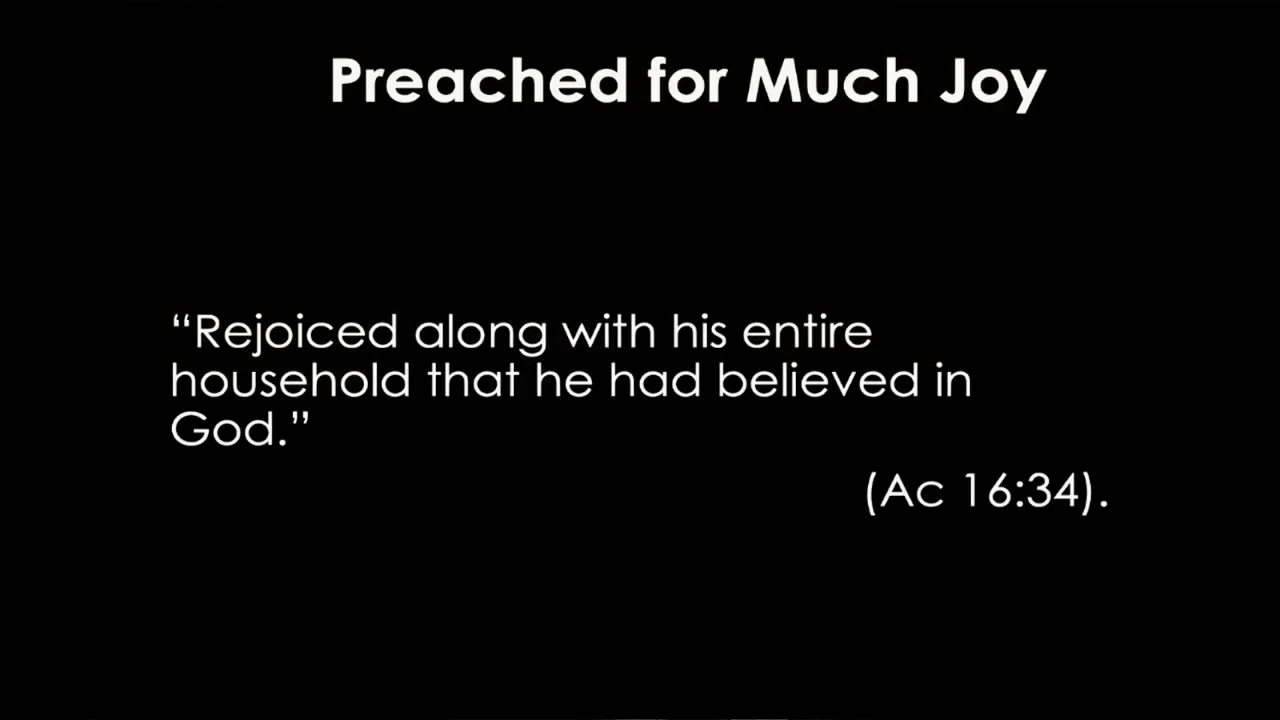 Preached for Much Joy
“Rejoiced along with his entire
household that he had believed in
God.”
(Ac 16:34).